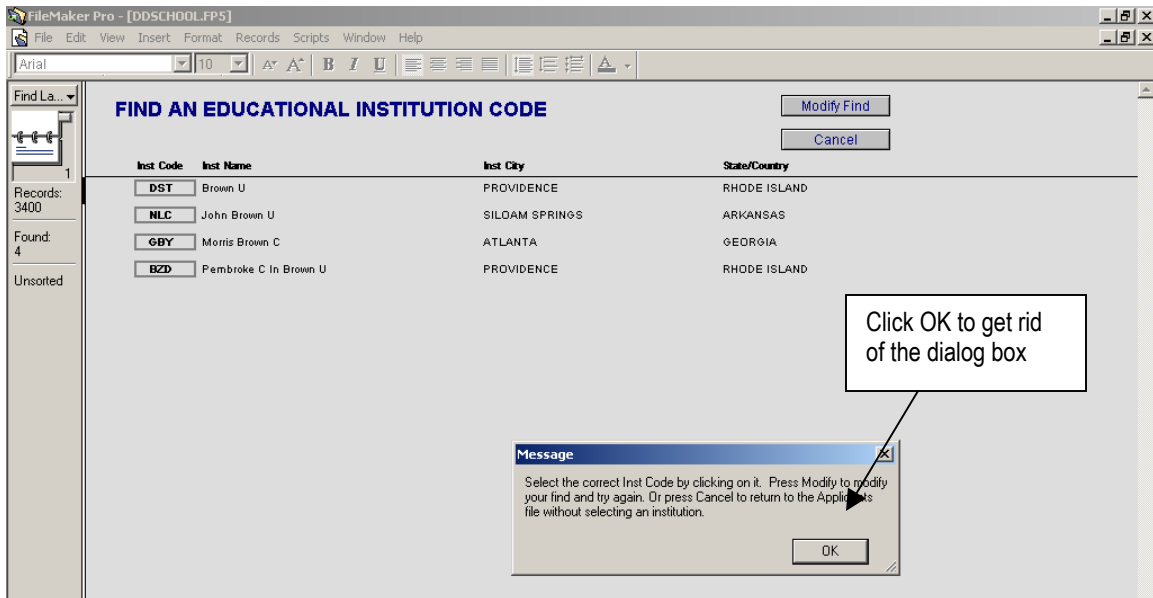 FileMaker Pro - [DDSCHOOL.FP5]
File Edit View Insert Format Records Scripts Window Help
Arial 10 B I U A
Find La...
FIND AN EDUCATIONAL INSTITUTION CODE
Modify Find
Cancel
1
Inst Code Inst Name Inst City State/Country
Records:
3400
DST Brown U PROVIDENCE RHODE ISLAND
NLC John Brown U SILOAM SPRINGS ARKANSAS
Found:
4
GBY Morris Brown C ATLANTA GEORGIA
BZD Pembroke C In Brown U PROVIDENCE RHODE ISLAND
Unsorted
Click OK to get rid
of the dialog box
Message
Select the correct Inst Code by clicking on it. Press Modify to modify
your find and try again. Or press Cancel to return to the Applicants
file without selecting an institution.
OK